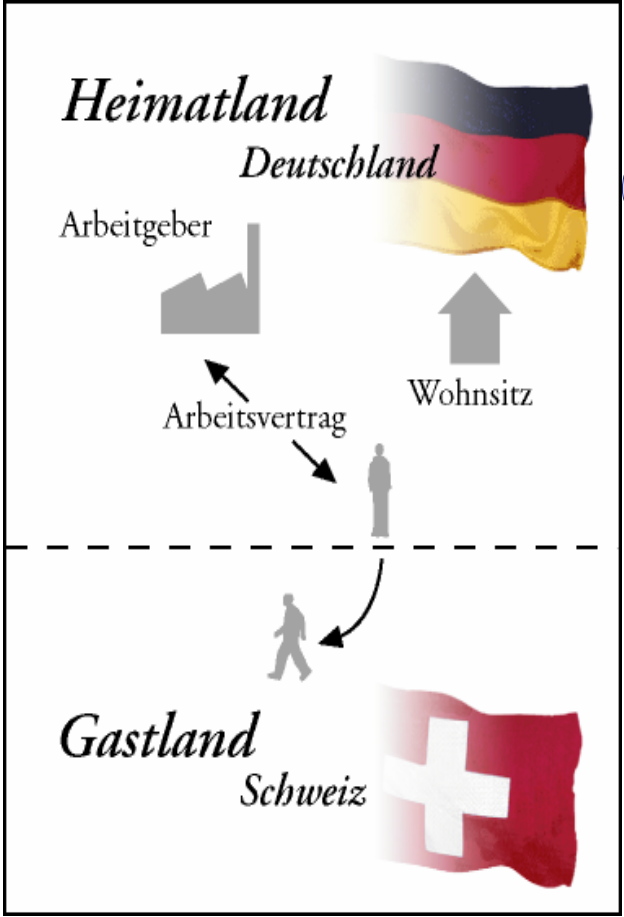 Heimatland
Deutschland
Arbeitgeber
Wohnsitz
Arbeitsvertrag
Gastland
Schweiz